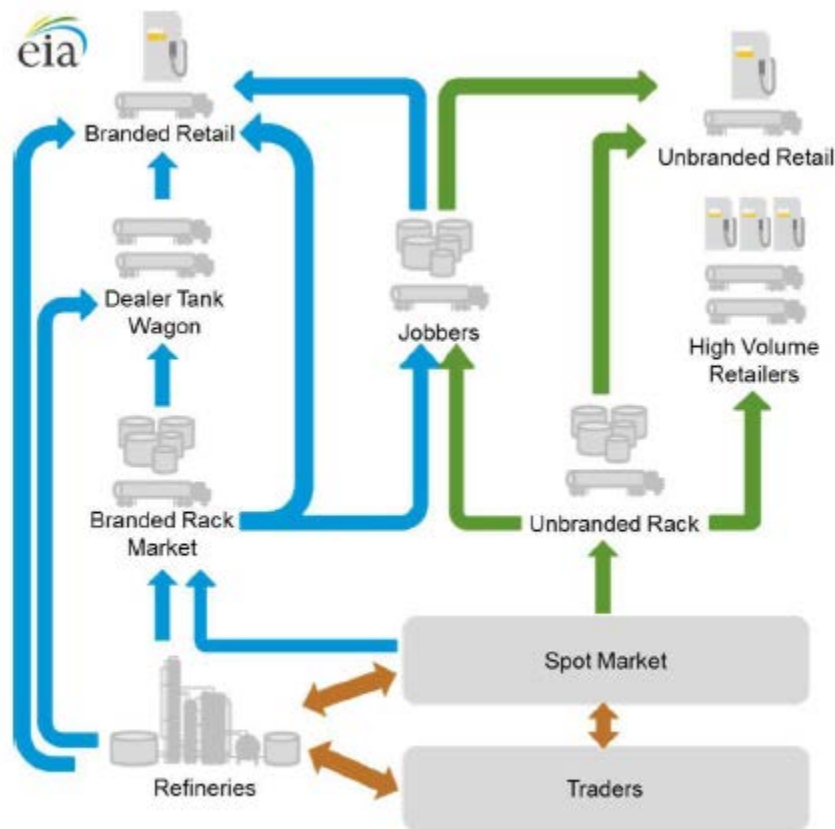 eia
Branded Retail
Unbranded Retail
Dealer Tank
Wagon
Jobbers
High Volume
Retailers
Branded Rack
Market
Unbranded Rack
Spot Market
Refineries
Traders